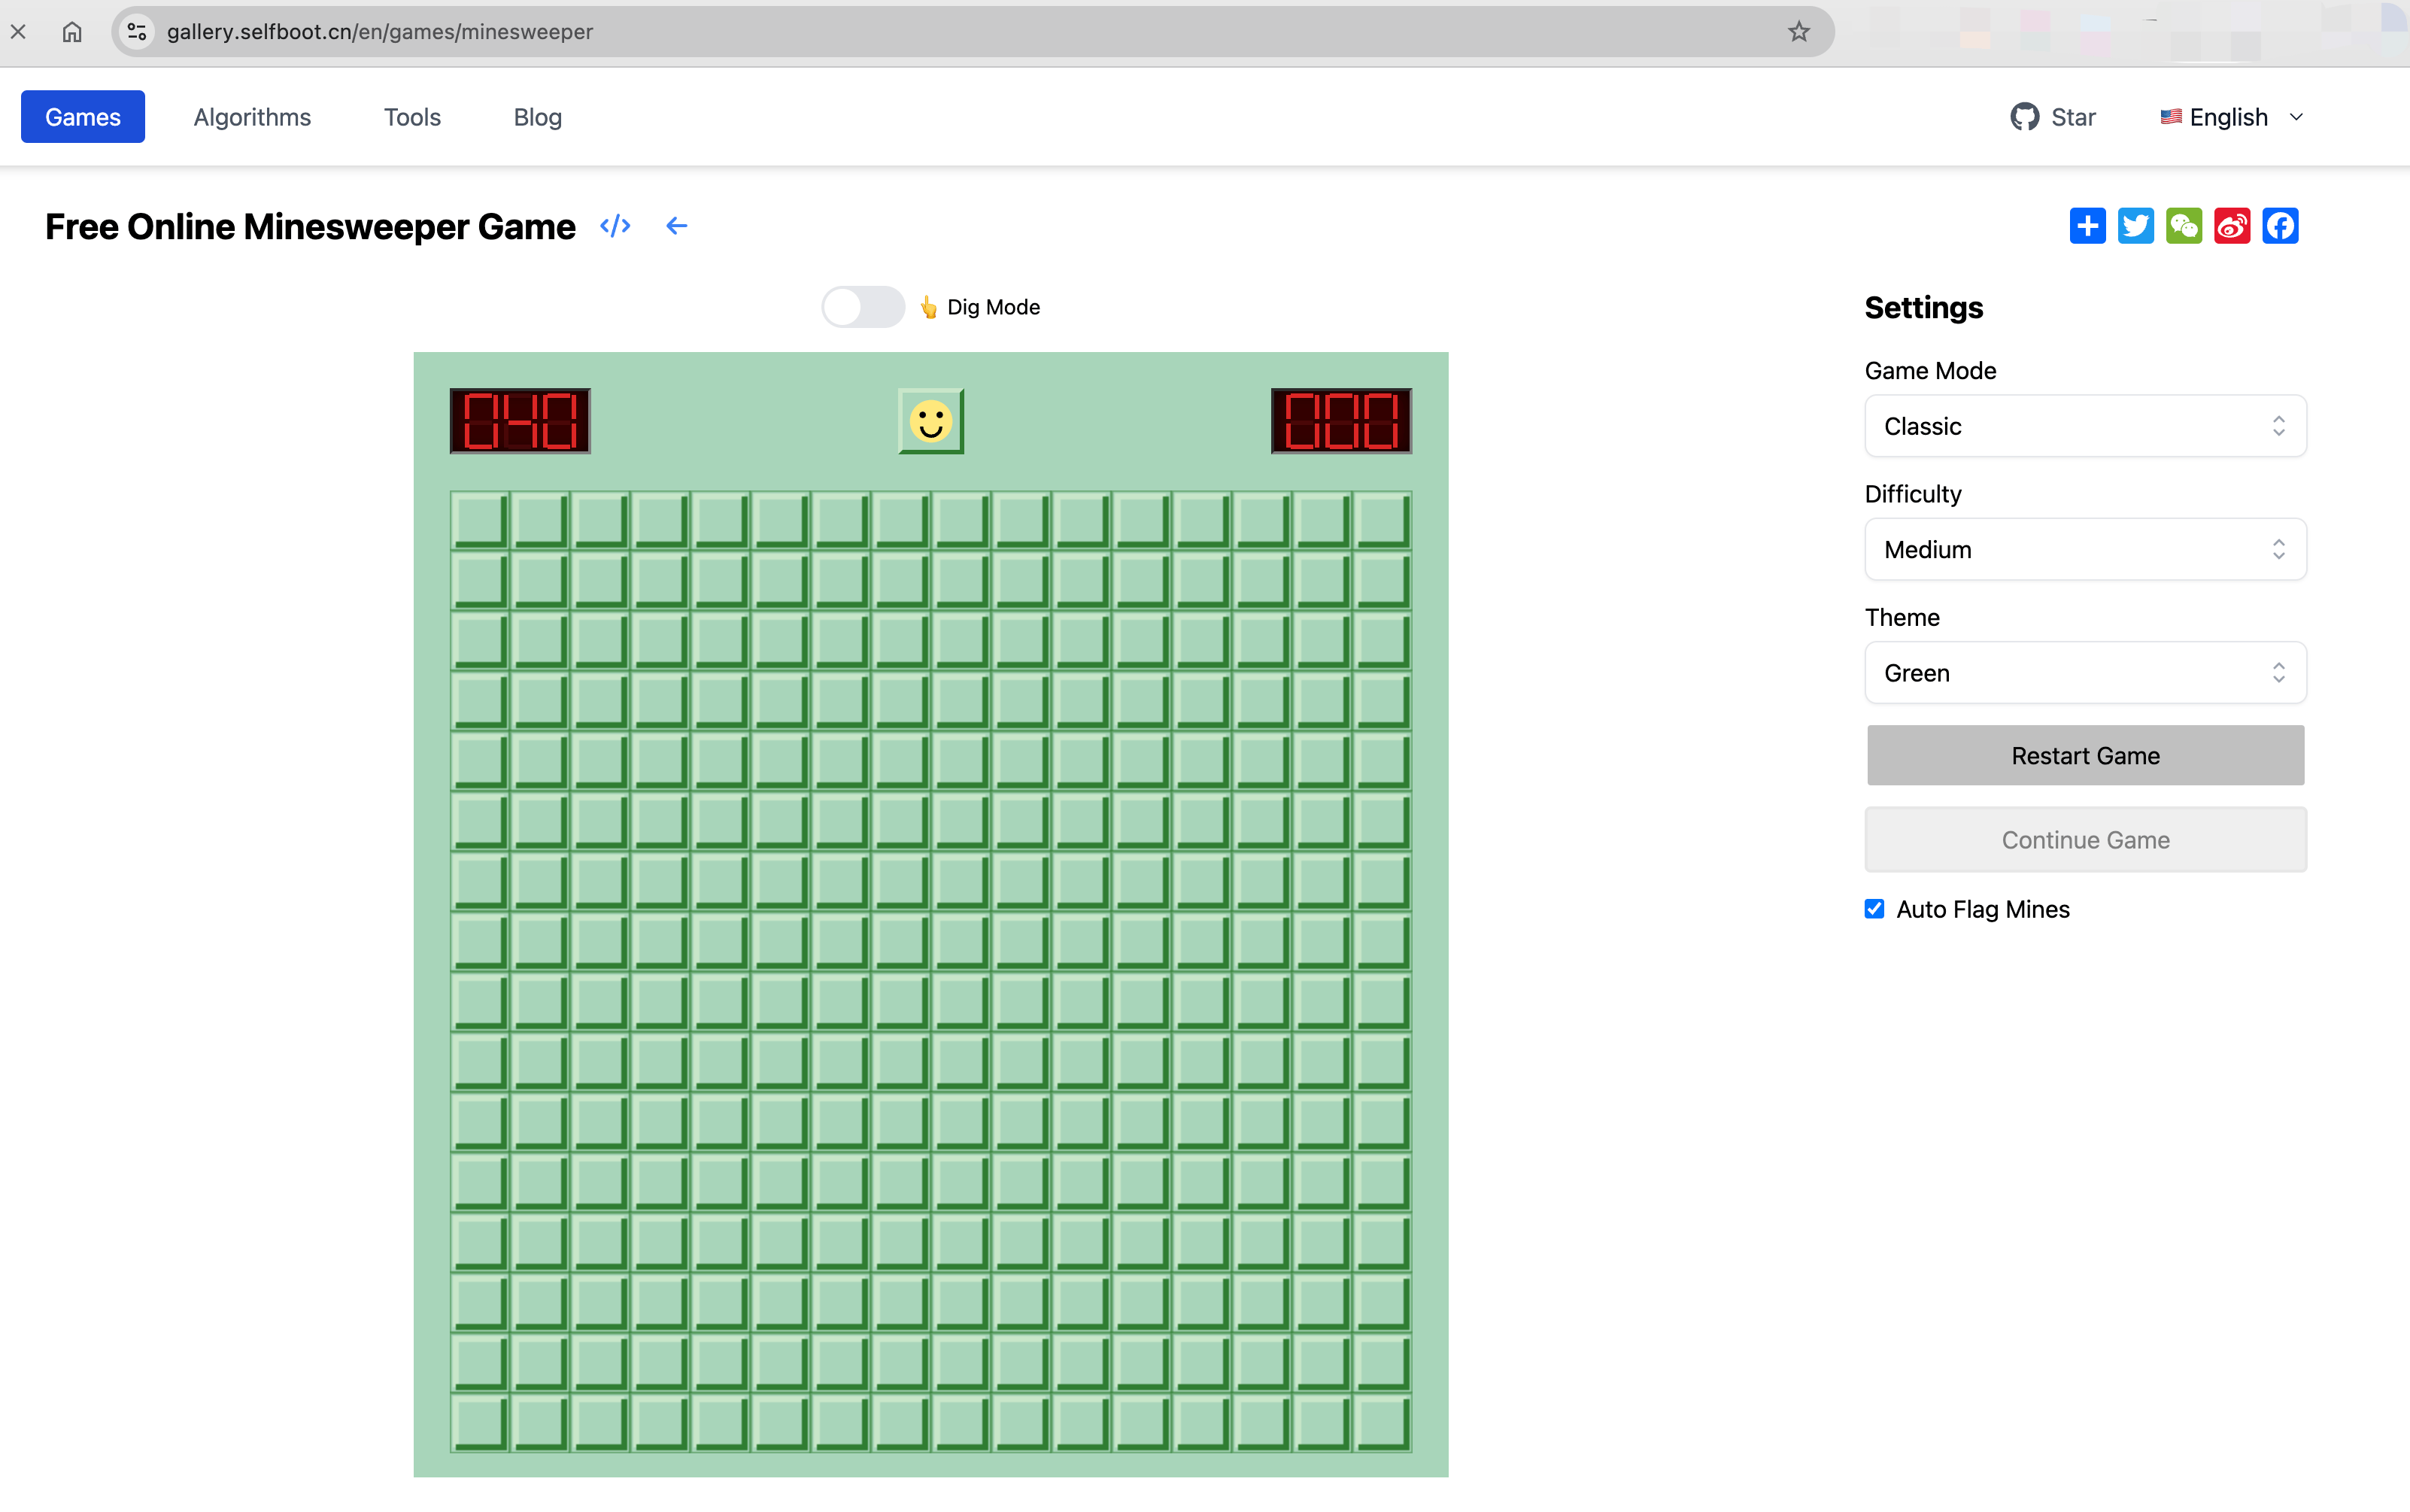 gallery.selfboot.cn/en/games/minesweeper
Games Algorithms Tools Blog Star English
Free Online Minesweeper Game </>
Dig Mode
040 000
Settings
Game Mode
Classic
Difficulty
Medium
Theme
Green
Restart Game
Continue Game
Auto Flag Mines